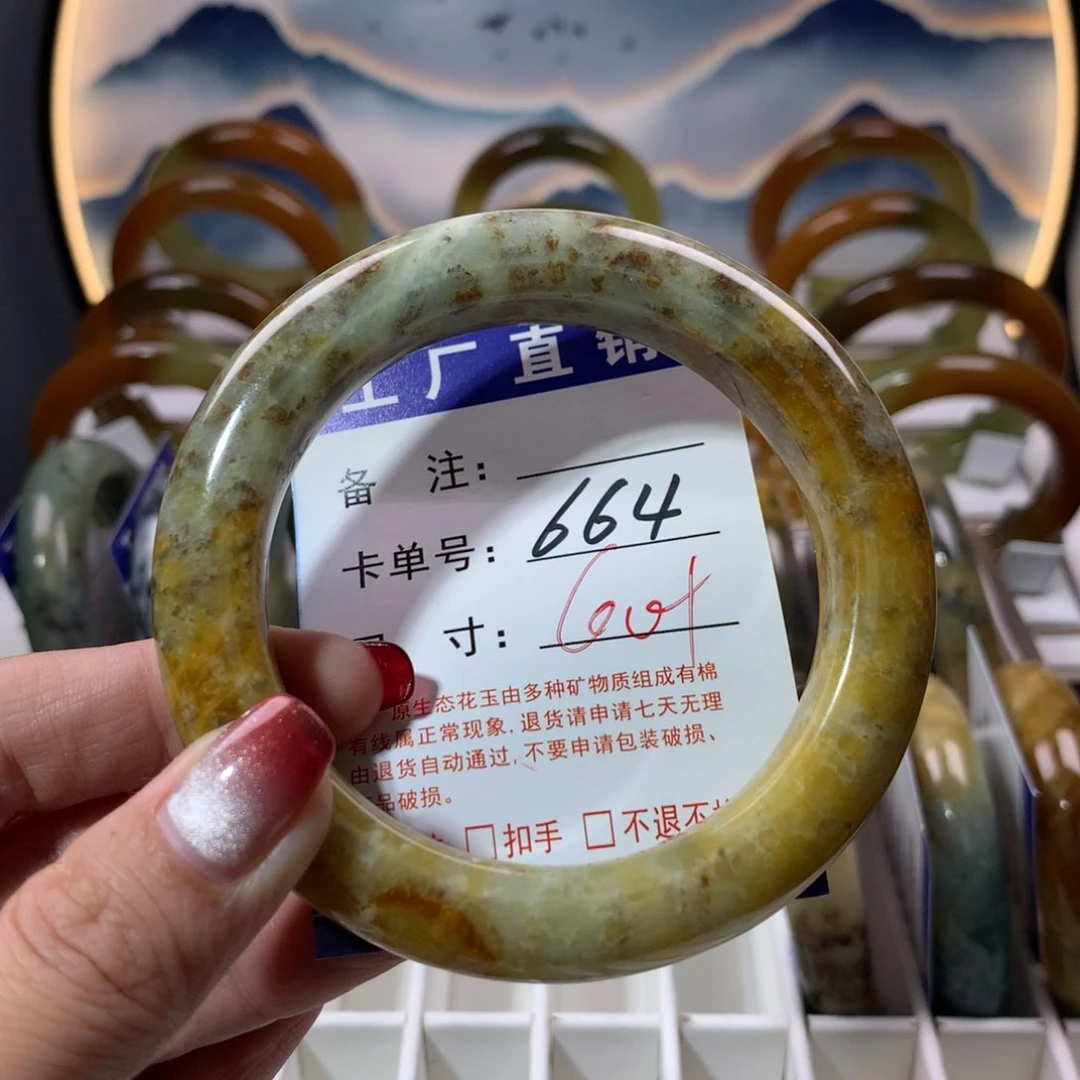 工厂直销
备 注:
卡单号: 664
寸:
原生态花玉由多种矿物质组成有棉
有线属正常现象, 退货请申请七天无理
由退货自动通过, 不要申请包装破损、
品破损。
□扣手 □不退不